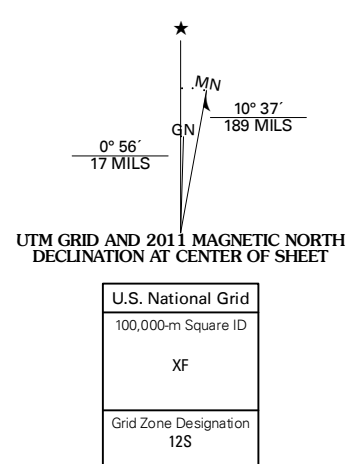 ★
MN
10° 37´
189 MILS
GN
0° 56´
17 MILS
UTM GRID AND 2011 MAGNETIC NORTH
DECLINATION AT CENTER OF SHEET
U.S. National Grid
100,000-m Square ID
XF
Grid Zone Designation
12S